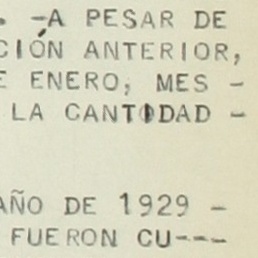 . -A PESAR DE
CIÓN ANTERIOR,
E ENERO, MES -
LA CANTIDAD -
AÑO DE 1929 -
FUERON CU----